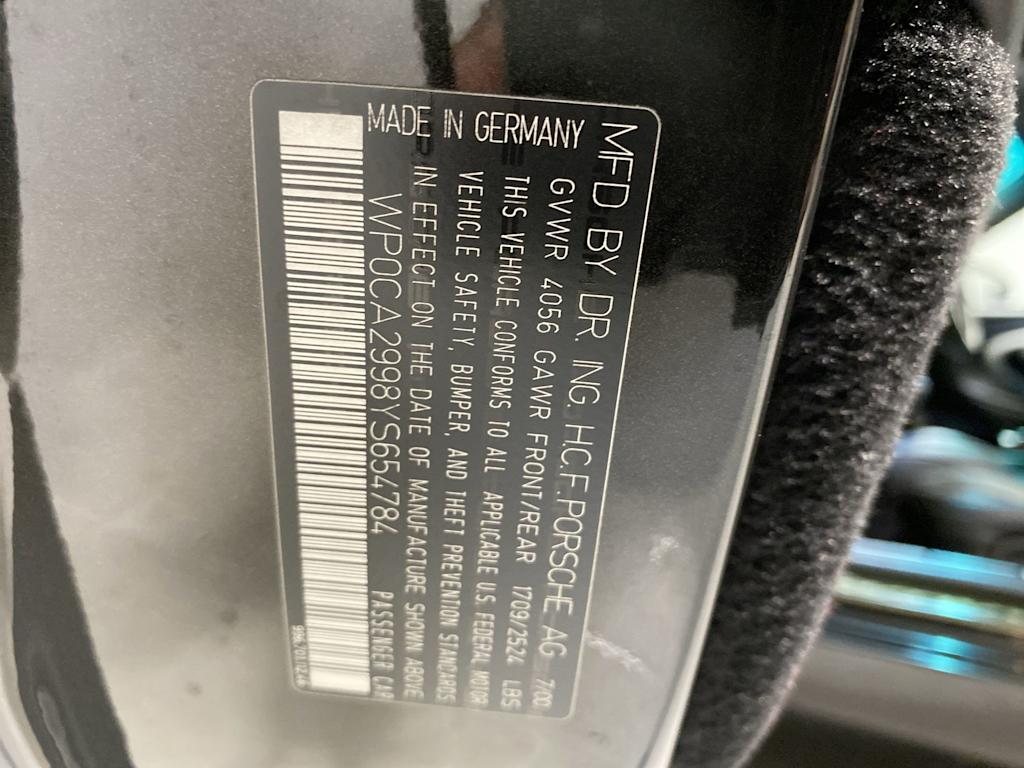 MFD BY DR. ING. H.C.F. PORSCHE AG 7/00
GVWR 4056 GAWR FRONT/REAR 1709/2524 LBS
THIS VEHICLE CONFORMS TO ALL APPLICABLE U.S. FEDERAL MOTOR
VEHICLE SAFETY, BUMPER, AND THEFT PREVENTION STANDARDS
IN EFFECT ON THE DATE OF MANUFACTURE SHOWN ABOVE
MADE IN GERMANY
WP0CA2998YS654784 PASSENGER CAR